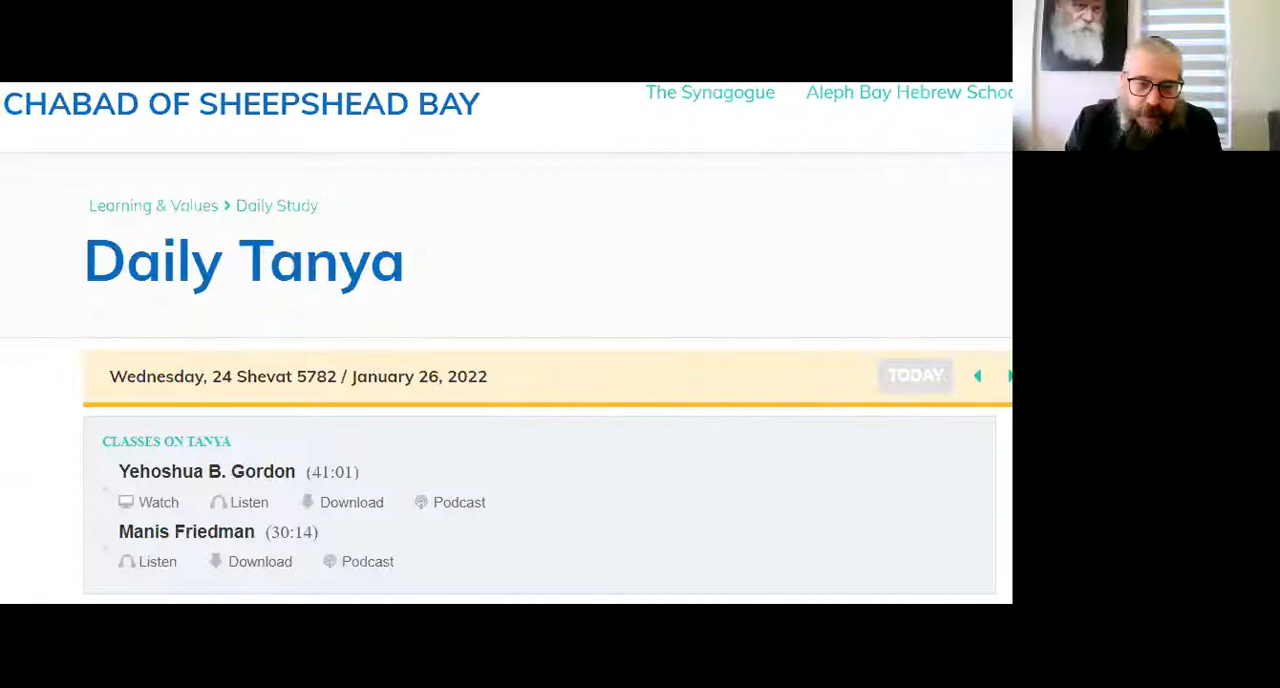 CHABAD OF SHEEPSHEAD BAY
The Synagogue Aleph Bay Hebrew Schoo
Learning & Values > Daily Study
Daily Tanya
Wednesday, 24 Shevat 5782 / January 26, 2022
TODAY
CLASSES ON TANYA
Yehoshua B. Gordon (41:01)
Watch Listen Download Podcast
Manis Friedman (30:14)
Listen Download Podcast